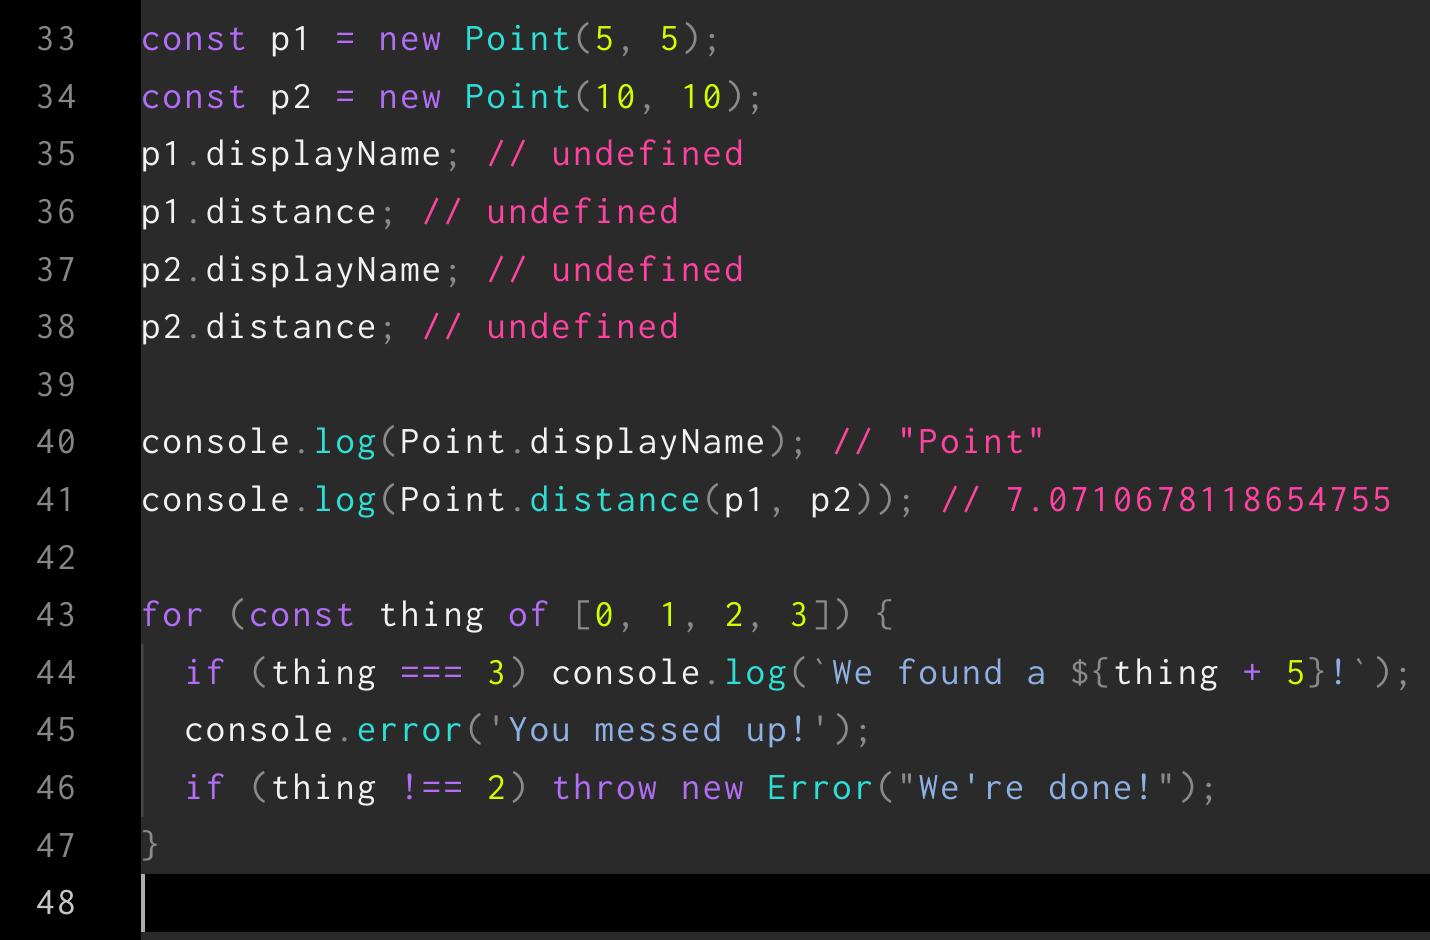 33 const p1 = new Point(5, 5);
34 const p2 = new Point(10, 10);
35 p1.displayName; // undefined
36 p1.distance; // undefined
37 p2.displayName; // undefined
38 p2.distance; // undefined
39
40 console.log(Point.displayName); // "Point"
41 console.log(Point.distance(p1, p2)); // 7.0710678118654755
42
43 for (const thing of [0, 1, 2, 3]) {
44   if (thing === 3) console.log(`We found a ${thing + 5}!`);
45   console.error('You messed up!');
46   if (thing !== 2) throw new Error("We're done!");
47 }
48